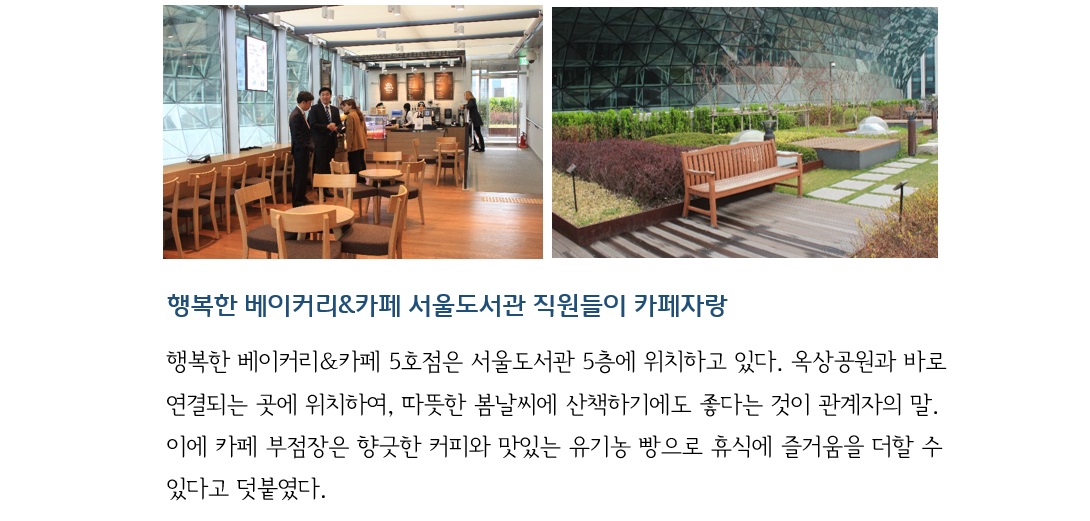 행복한 베이커리&카페 서울도서관 직원들이 카페자랑
행복한 베이커리&카페 5호점은 서울도서관 5층에 위치하고 있다. 옥상공원과 바로
연결되는 곳에 위치하여, 따뜻한 봄날씨에 산책하기에도 좋다는 것이 관계자의 말.
이에 카페 부점장은 향긋한 커피와 맛있는 유기농 빵으로 휴식에 즐거움을 더할 수
있다고 덧붙였다.